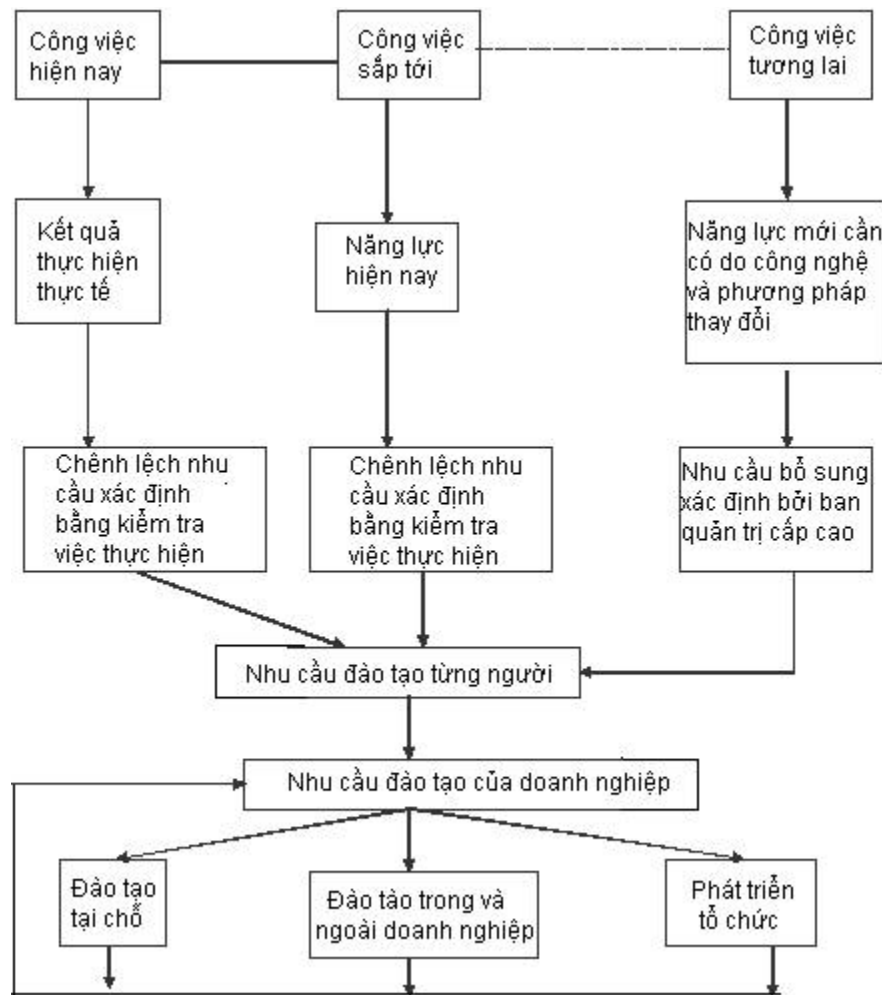 Công việc
hiện nay
Công việc
sắp tới
Công việc
tương lai
Kết quả
thực hiện
thực tế
Năng lực
hiện nay
Năng lực mới cần
có do công nghệ
và phương pháp
thay đổi
Chênh lệch nhu
cầu xác định
bằng kiểm tra
việc thực hiện
Chênh lệch nhu
cầu xác định
bằng kiểm tra
việc thực hiện
Nhu cầu bổ sung
xác định bởi ban
quản trị cấp cao
Nhu cầu đào tạo từng người
Nhu cầu đào tạo của doanh nghiệp
Đào tạo
tại chỗ
Đào tào trong và
ngoài doanh nghiệp
Phát triển
tổ chức